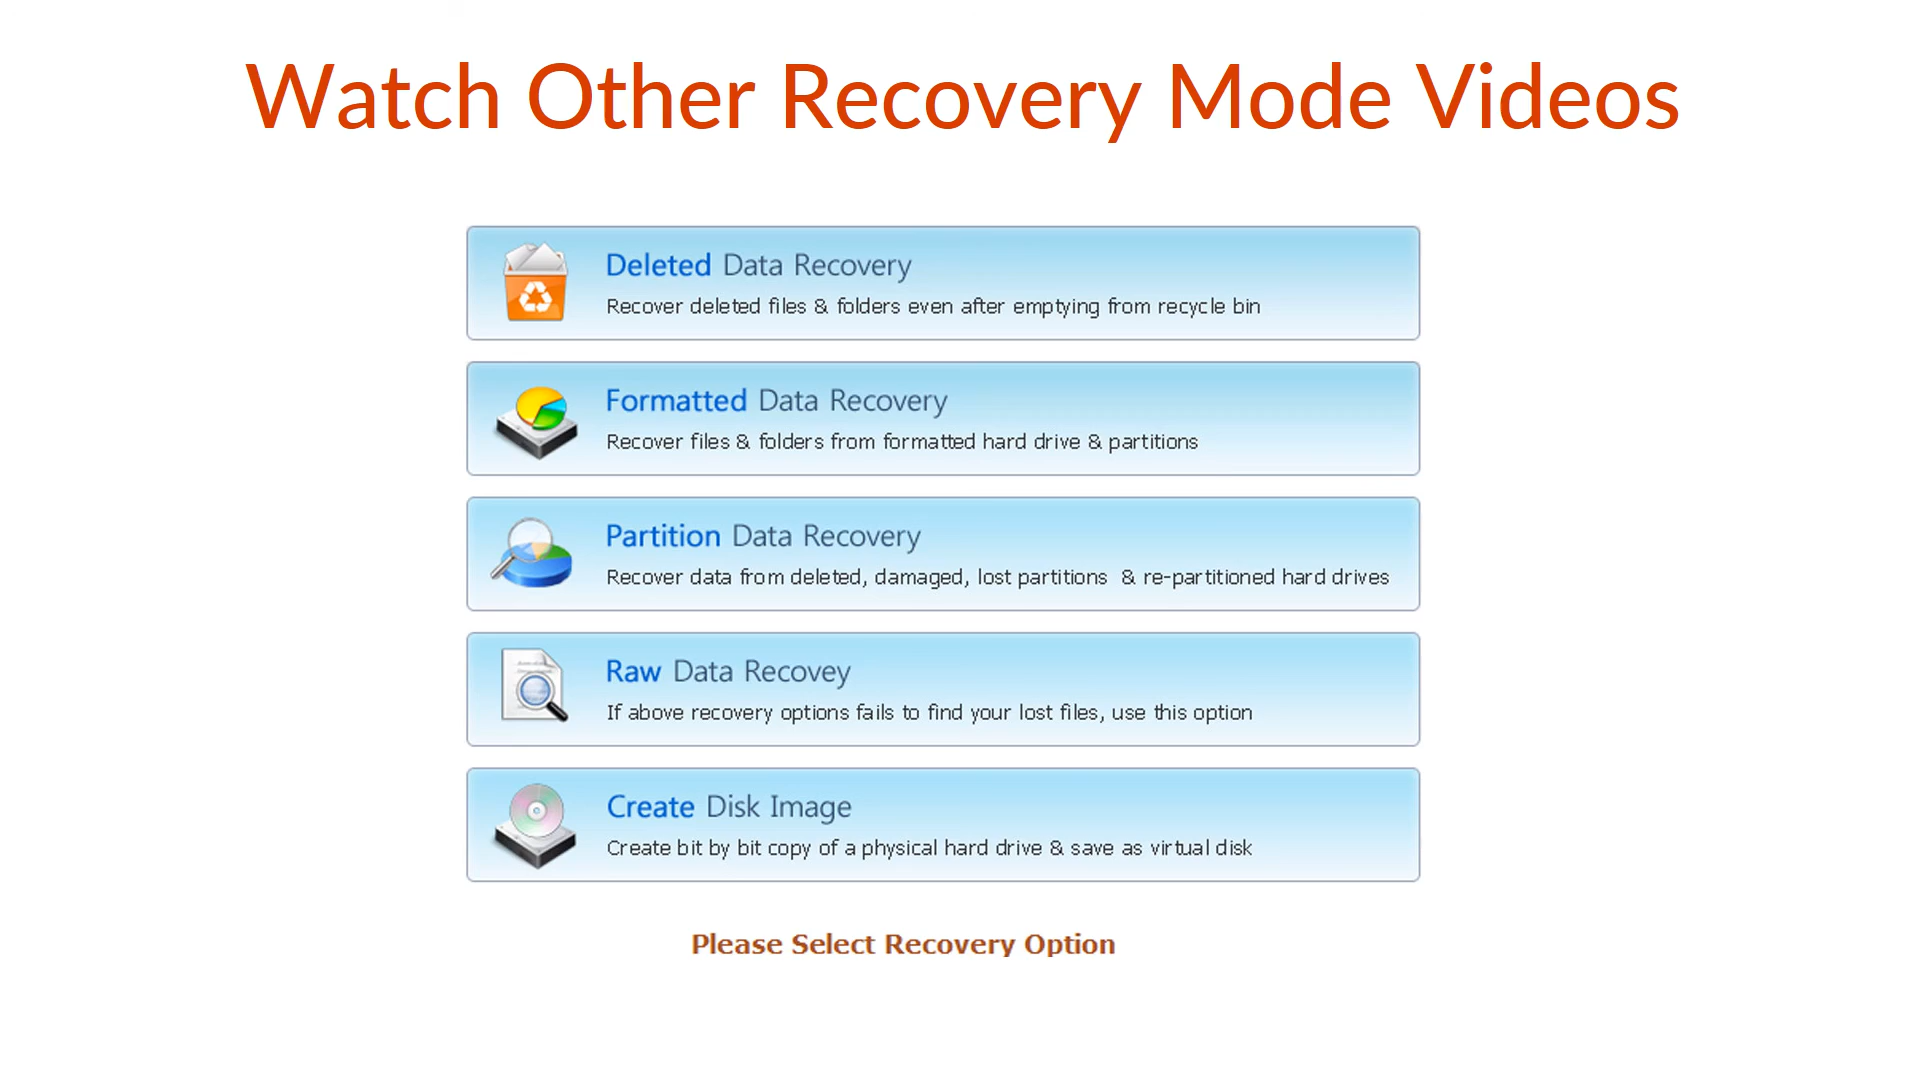 Watch Other Recovery Mode Videos
Deleted Data Recovery
Recover deleted files & folders even after emptying from recycle bin
Formatted Data Recovery
Recover files & folders from formatted hard drive & partitions
Partition Data Recovery
Recover data from deleted, damaged, lost partitions & re-partitioned hard drives
Raw Data Recovey
If above recovery options fails to find your lost files, use this option
Create Disk Image
Create bit by bit copy of a physical hard drive & save as virtual disk
Please Select Recovery Option